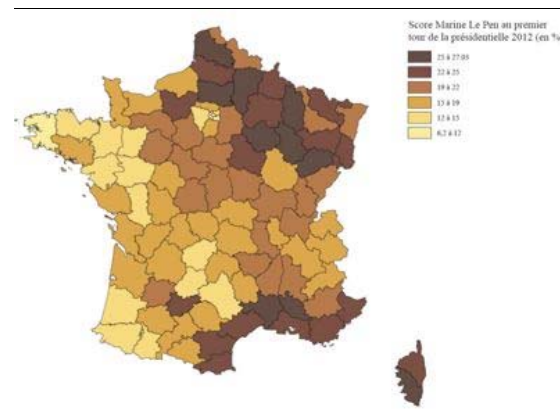 Score Marine Le Pen au premier
tour de la présidentielle 2012 (en %
25 à 27.03
22 à 25
19 à 22
15 à 19
12 à 15
6,2 à 12